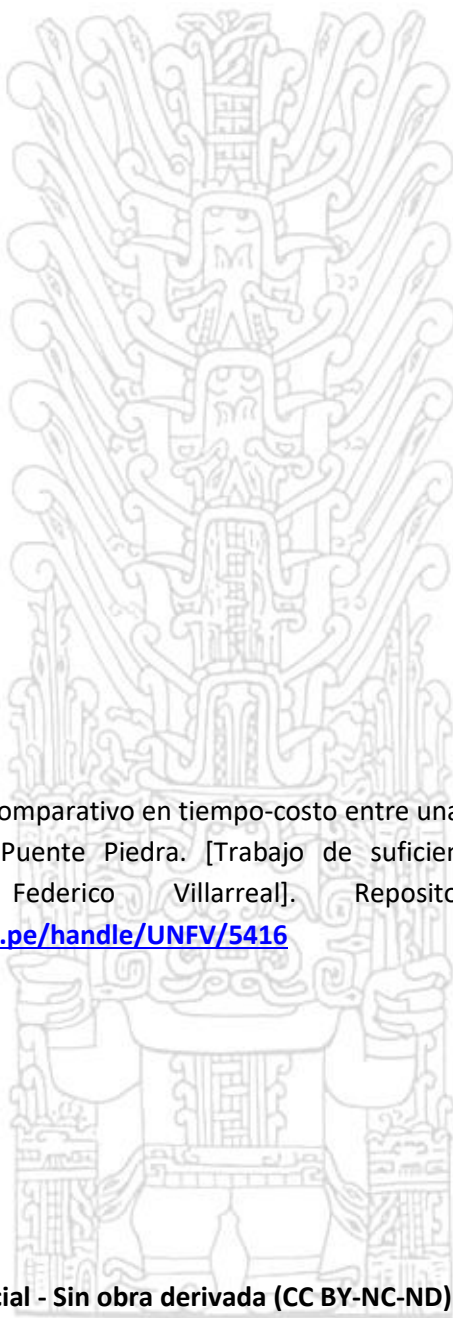 omparativo en tiempo-costo entre una
Puente Piedra. [Trabajo de suficien
Federico Villarreal]. Reposito
.pe/handle/UNFV/5416
cial - Sin obra derivada (CC BY-NC-ND)